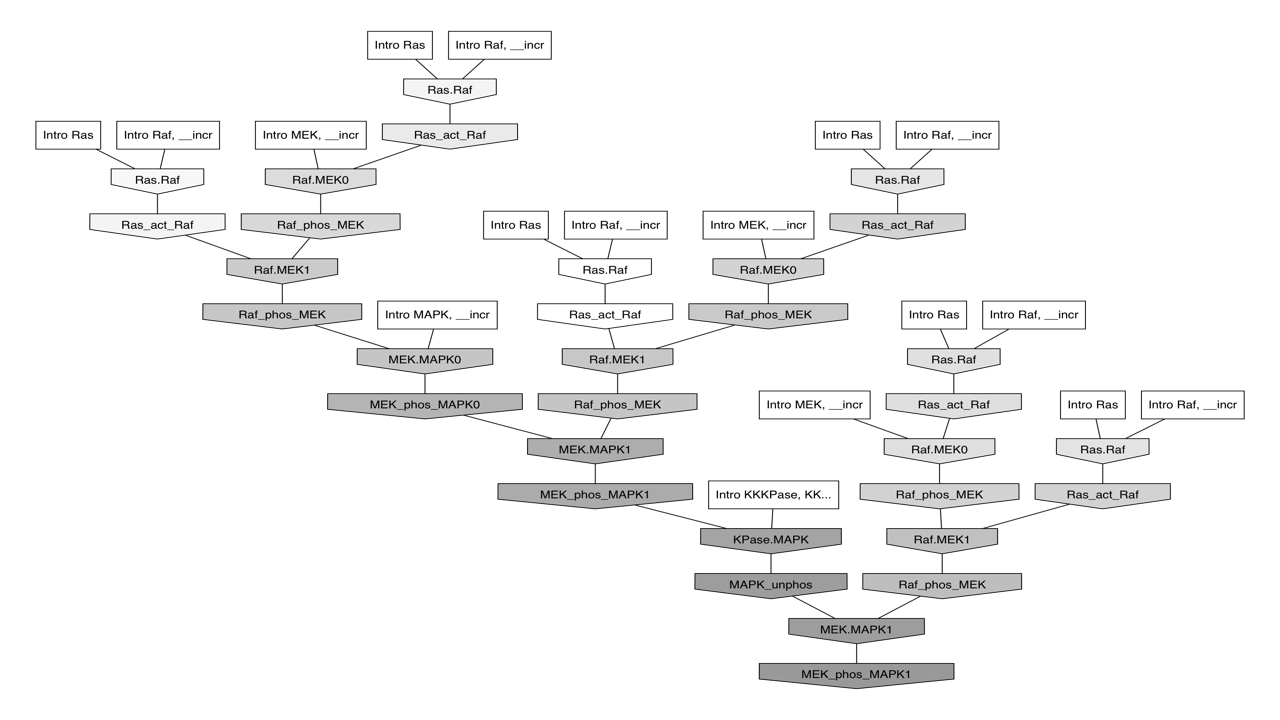 Intro Ras
Intro Raf, __incr
Ras.Raf
Intro Ras
Intro Raf, __incr
Intro MEK, __incr
Ras_act_Raf
Intro Ras
Intro Raf, __incr
Ras.Raf
Raf.MEK0
Ras.Raf
Ras_act_Raf
Raf_phos_MEK
Intro Ras
Intro Raf, __incr
Intro MEK, __incr
Ras_act_Raf
Raf.MEK1
Ras.Raf
Raf.MEK0
Raf_phos_MEK
Intro MAPK, __incr
Ras_act_Raf
Raf_phos_MEK
Intro Ras
Intro Raf, __incr
MEK.MAPK0
Raf.MEK1
Ras.Raf
MEK_phos_MAPK0
Raf_phos_MEK
Intro MEK, __incr
Ras_act_Raf
Intro Ras
Intro Raf, __incr
MEK.MAPK1
Raf.MEK0
Ras.Raf
MEK_phos_MAPK1
Intro KKKPase, KK...
Raf_phos_MEK
Ras_act_Raf
KPase.MAPK
Raf.MEK1
MAPK_unphos
Raf_phos_MEK
MEK.MAPK1
MEK_phos_MAPK1